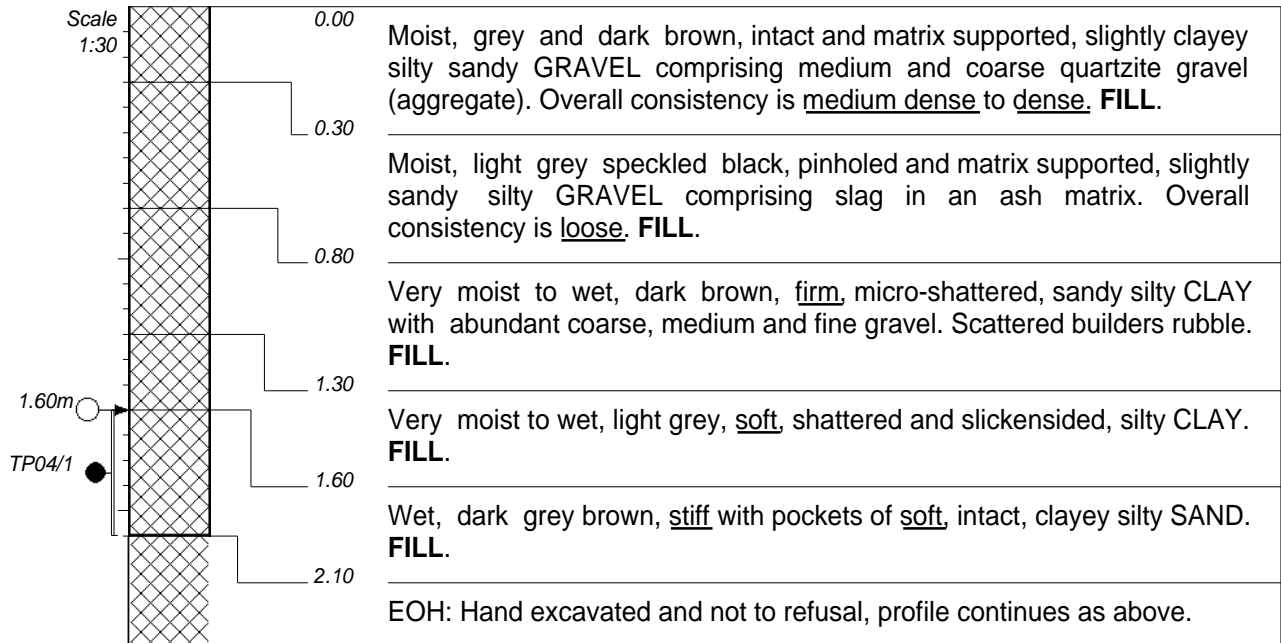 Scale
1:30
0.00
Moist, grey and dark brown, intact and matrix supported, slightly clayey
silty sandy GRAVEL comprising medium and coarse quartzite gravel
(aggregate). Overall consistency is medium dense to dense. FILL.
0.30
Moist, light grey speckled black, pinholed and matrix supported, slightly
sandy silty GRAVEL comprising slag in an ash matrix. Overall
consistency is loose. FILL.
0.80
Very moist to wet, dark brown, firm, micro-shattered, sandy silty CLAY
with abundant coarse, medium and fine gravel. Scattered builders rubble.
FILL.
1.30
1.60m
Very moist to wet, light grey, soft, shattered and slickensided, silty CLAY.
FILL.
TP04/1
1.60
Wet, dark grey brown, stiff with pockets of soft, intact, clayey silty SAND.
FILL.
2.10
EOH: Hand excavated and not to refusal, profile continues as above.